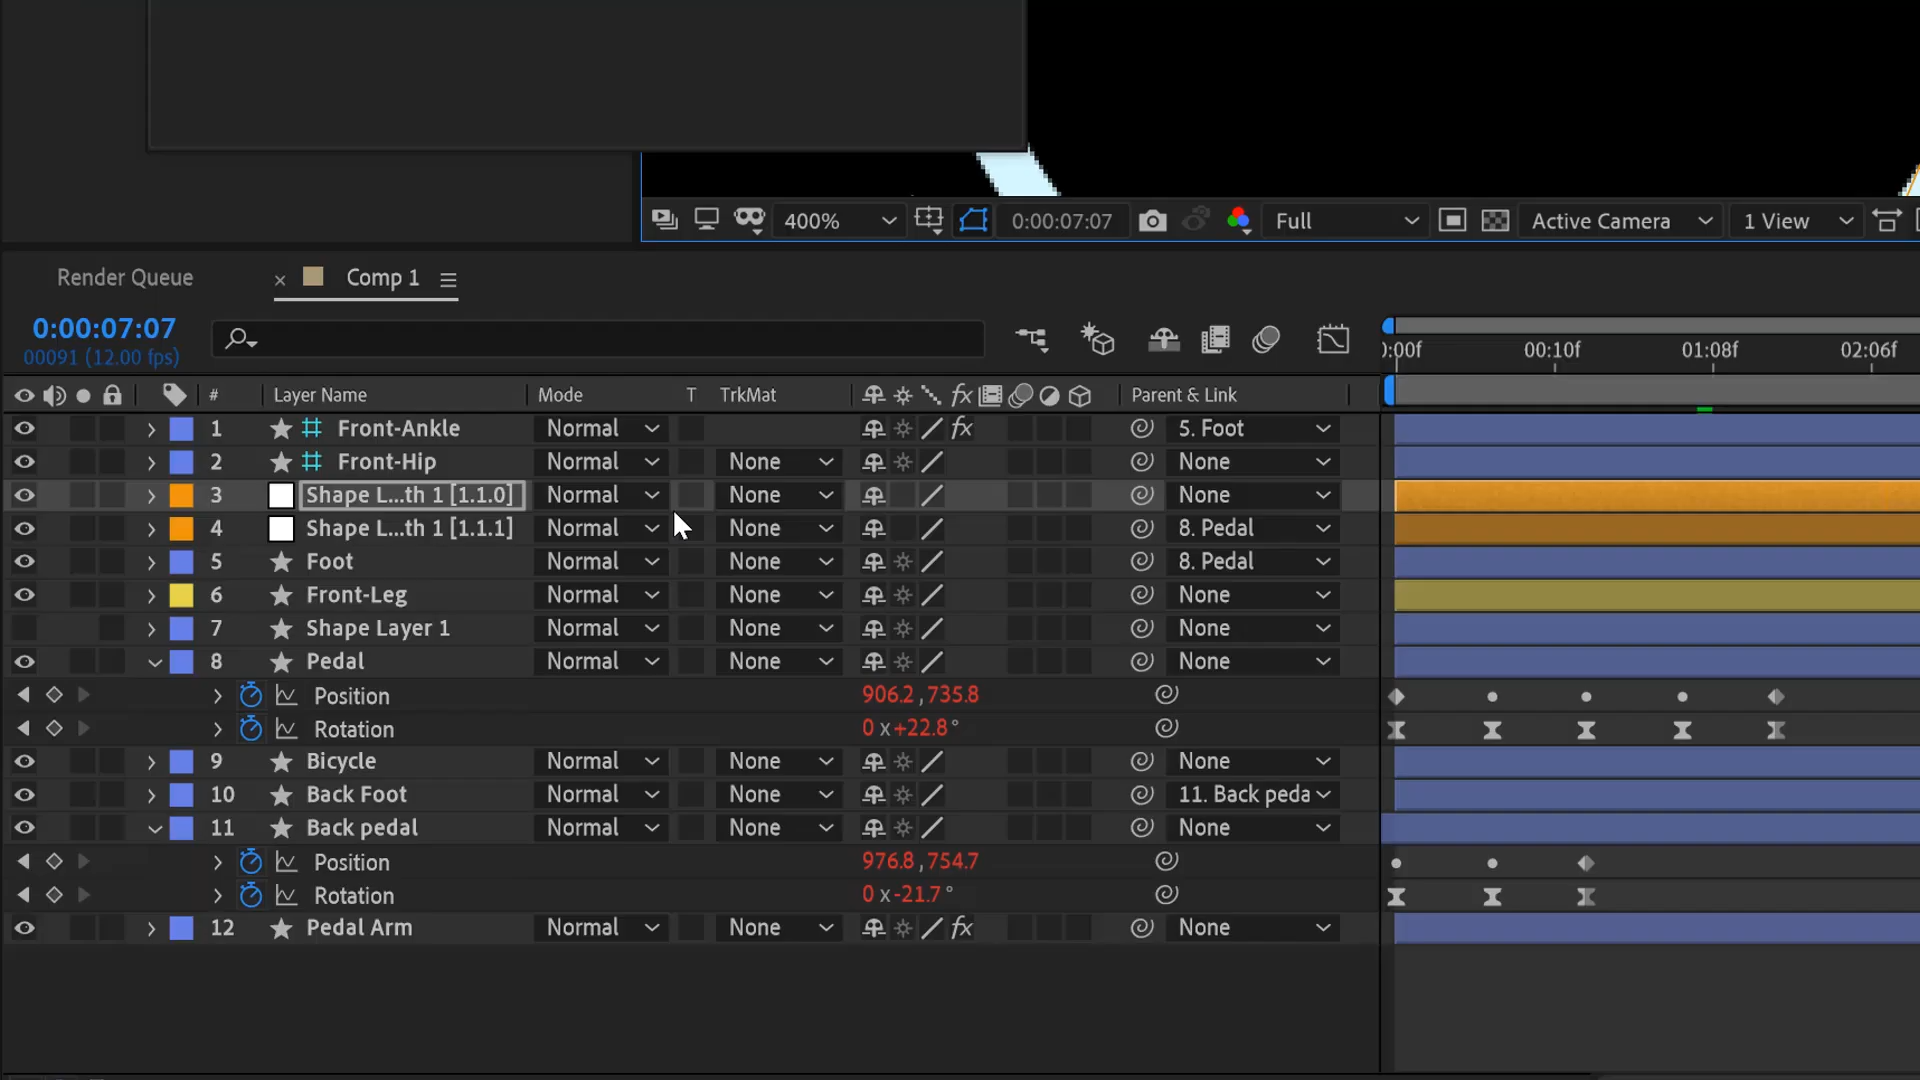 400% 0:00:07:07 Full Active Camera 1 View
Render Queue × Comp 1
0:00:07:07
00091 (12.00 fps)
):00f 00:10f 01:08f 02:06f
# Layer Name Mode T TrkMat fx Parent & Link
1 Front-Ankle Normal fx 5. Foot
2 Front-Hip Normal None None
3 Shape L...th 1 [1.1.0] Normal None None
4 Shape L...th 1 [1.1.1] Normal None 8. Pedal
5 Foot Normal None 8. Pedal
6 Front-Leg Normal None None
7 Shape Layer 1 Normal None None
8 Pedal Normal None None
Position 906.2,735.8
Rotation 0 x+22.8°
9 Bicycle Normal None None
10 Back Foot Normal None 11. Back peda
11 Back pedal Normal None None
Position 976.8,754.7
Rotation 0 x-21.7°
12 Pedal Arm Normal None fx None